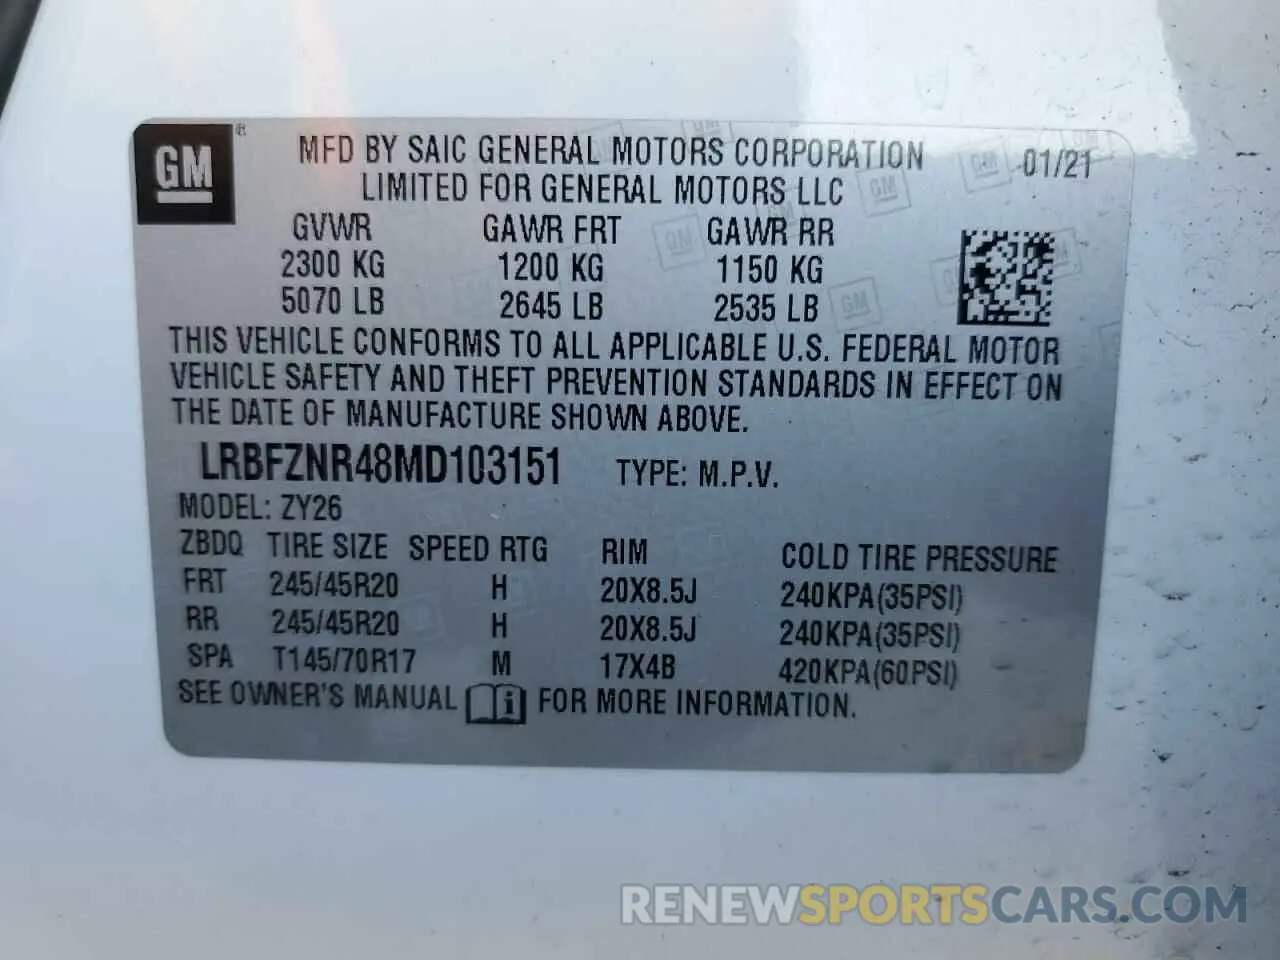 GM ® MFD BY SAIC GENERAL MOTORS CORPORATION 01/21
LIMITED FOR GENERAL MOTORS LLC
GVWR GAWR FRT GAWR RR
2300 KG 1200 KG 1150 KG
5070 LB 2645 LB 2535 LB
THIS VEHICLE CONFORMS TO ALL APPLICABLE U.S. FEDERAL MOTOR
VEHICLE SAFETY AND THEFT PREVENTION STANDARDS IN EFFECT ON
THE DATE OF MANUFACTURE SHOWN ABOVE.
LRBFZNR48MD103151 TYPE: M.P.V.
MODEL: ZY26
ZBDQ TIRE SIZE SPEED RTG RIM COLD TIRE PRESSURE
FRT 245/45R20 H 20X8.5J 240KPA(35PSI)
RR 245/45R20 H 20X8.5J 240KPA(35PSI)
SPA T145/70R17 M 17X4B 420KPA(60PSI)
SEE OWNER'S MANUAL i FOR MORE INFORMATION.
RENEWSPORTSCARS.COM